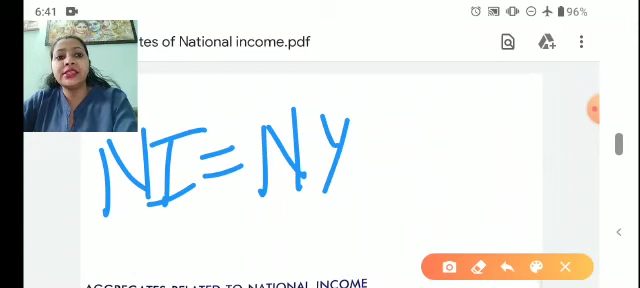 6:41
96%
tes of National income.pdf
NI = NY
AGGREGATES RELATED TO NATIONAL INCOME